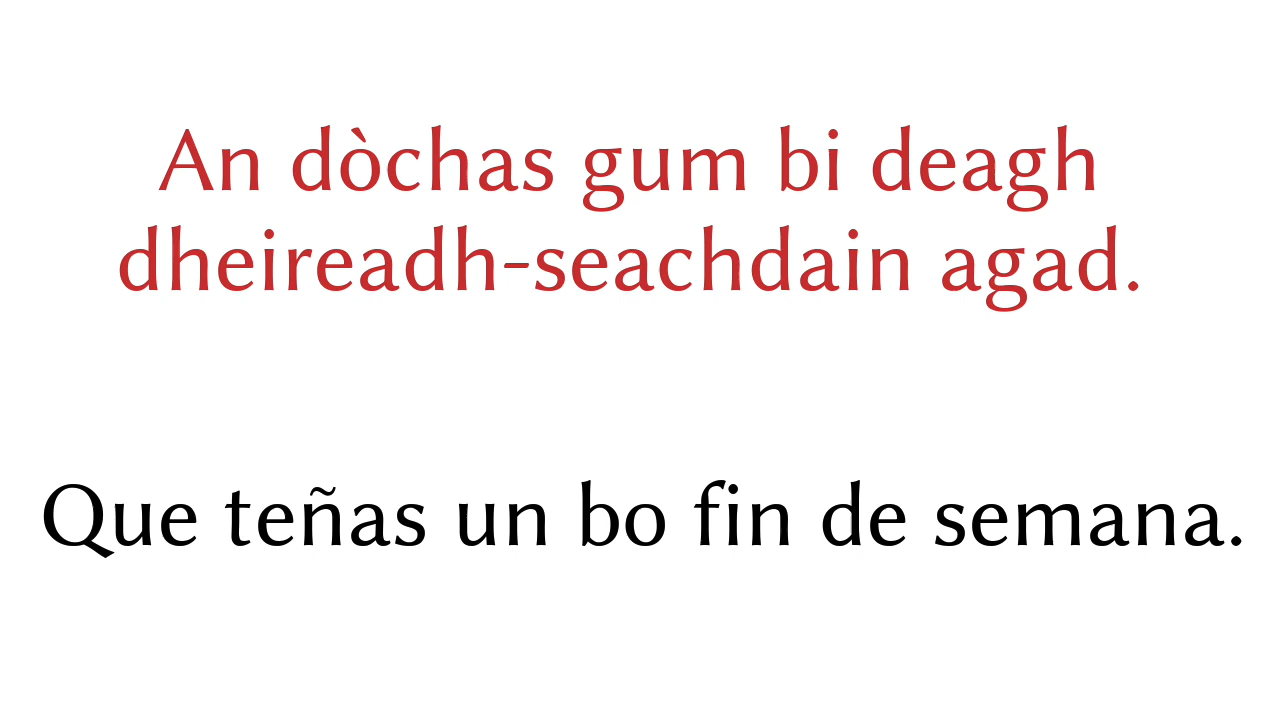 An dòchas gum bi deagh
dheireadh-seachdain agad.
Que teñas un bo fin de semana.